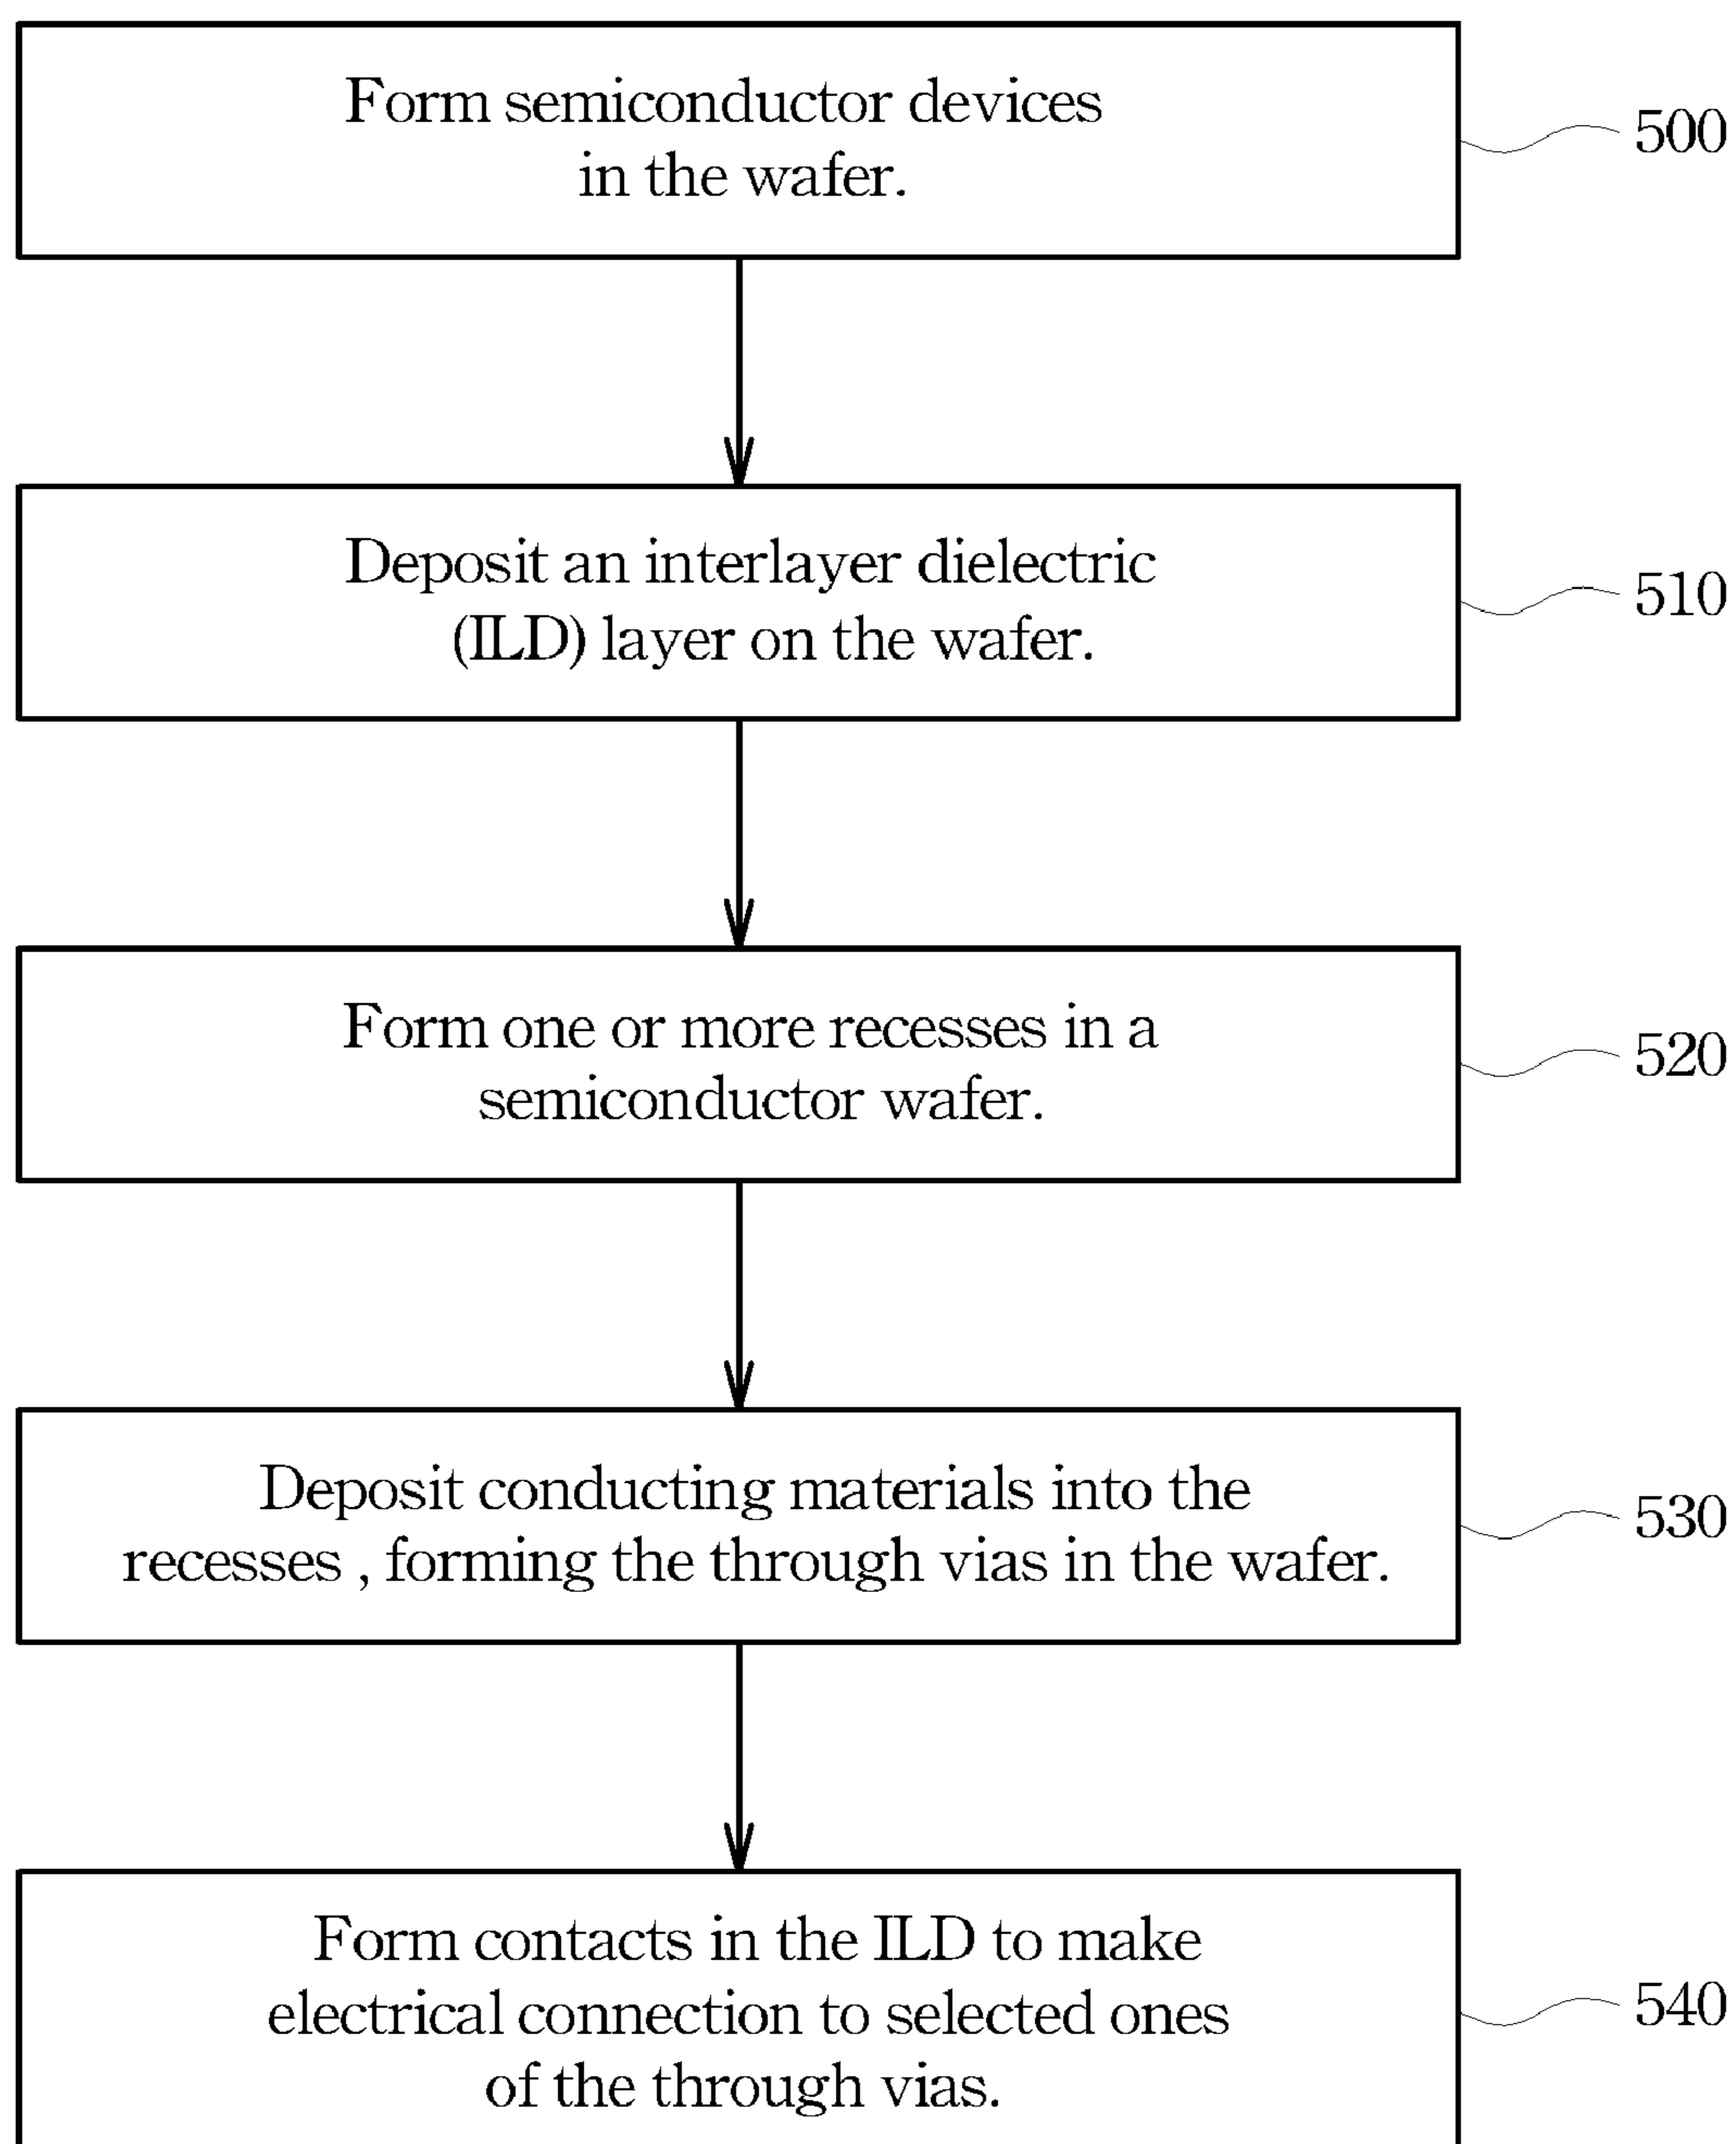 Form semiconductor devices
in the wafer.
500
Deposit an interlayer dielectric
(ILD) layer on the wafer.
510
Form one or more recesses in a
semiconductor wafer.
520
Deposit conducting materials into the
recesses , forming the through vias in the wafer.
530
Form contacts in the ILD to make
electrical connection to selected ones
of the through vias.
540